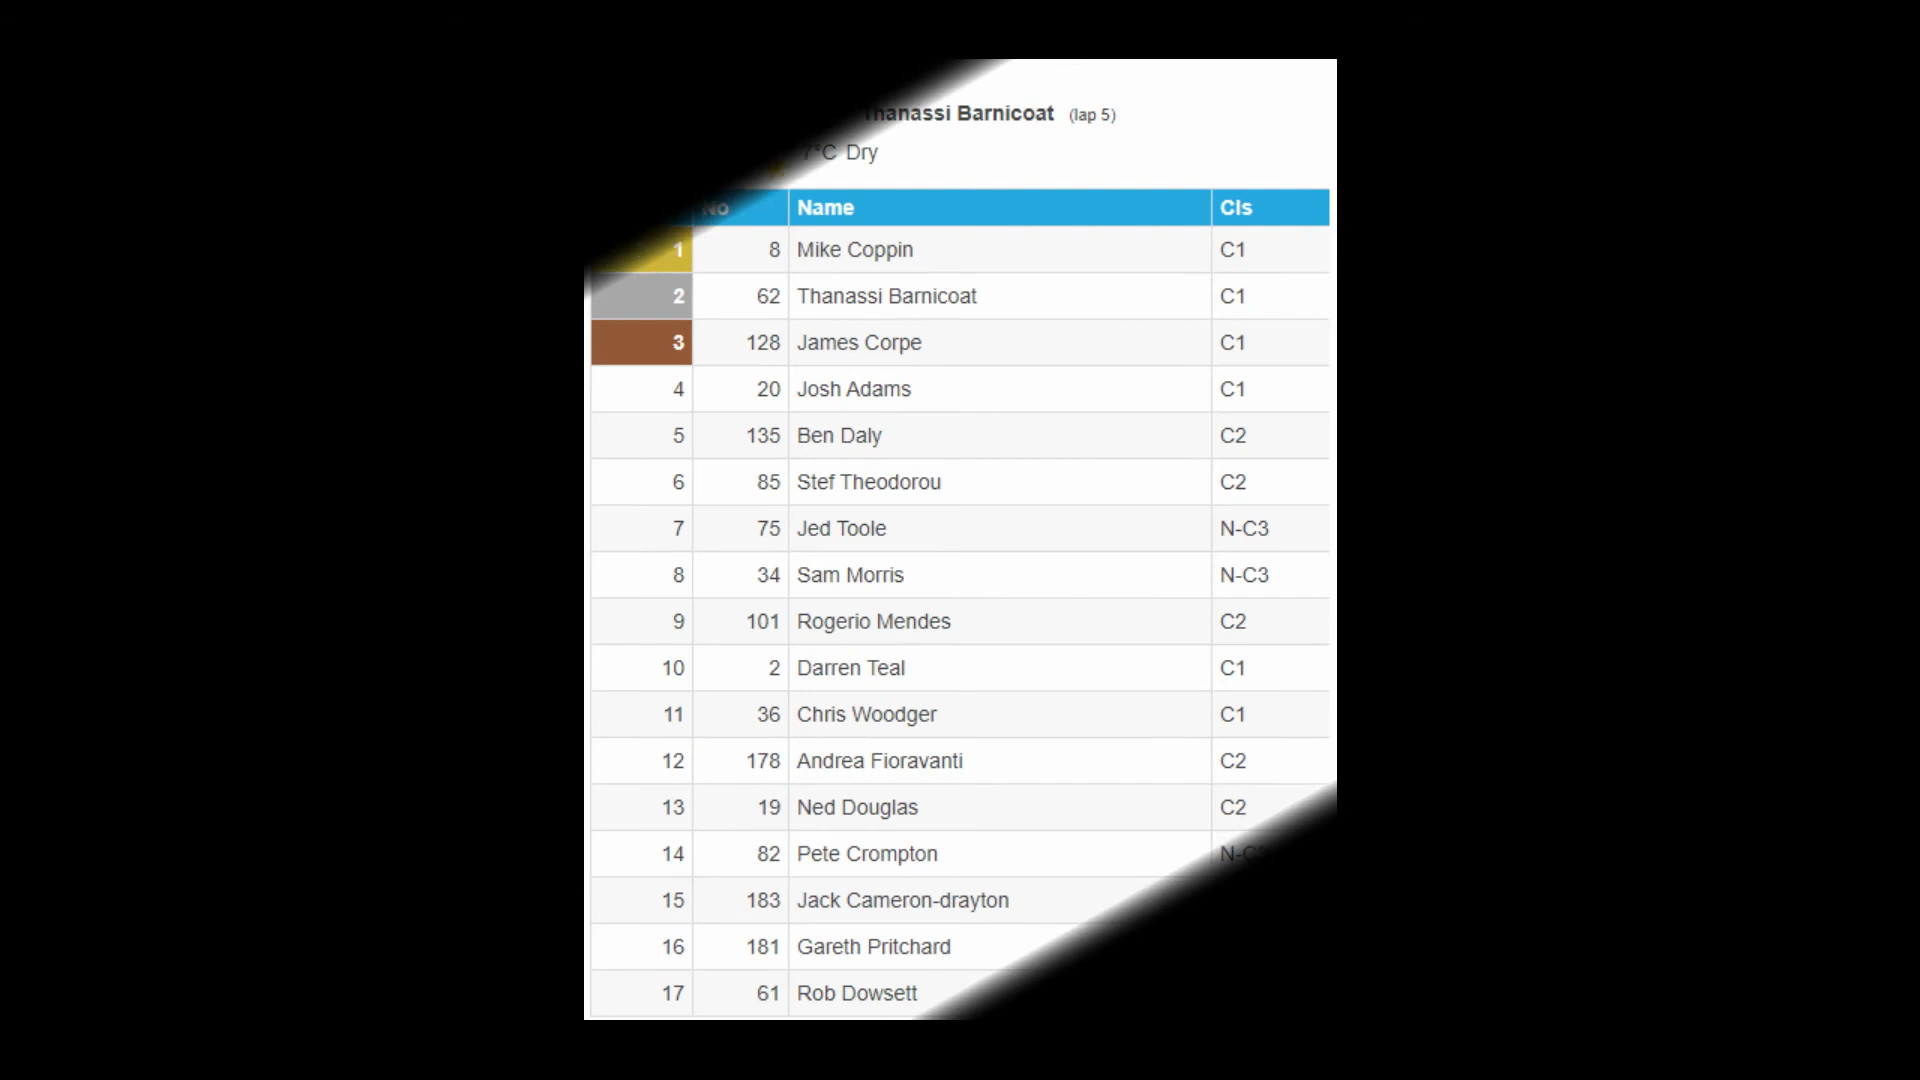 Barnicoat (lap 5)
7°C Dry
No Name Cls
1 8 Mike Coppin C1
2 62 Thanassi Barnicoat C1
3 128 James Corpe C1
4 20 Josh Adams C1
5 135 Ben Daly C2
6 85 Stef Theodorou C2
7 75 Jed Toole N-C3
8 34 Sam Morris N-C3
9 101 Rogerio Mendes C2
10 2 Darren Teal C1
11 36 Chris Woodger C1
12 178 Andrea Fioravanti C2
13 19 Ned Douglas C2
14 82 Pete Crompton N-C3
15 183 Jack Cameron-drayton
16 181 Gareth Pritchard
17 61 Rob Dowsett